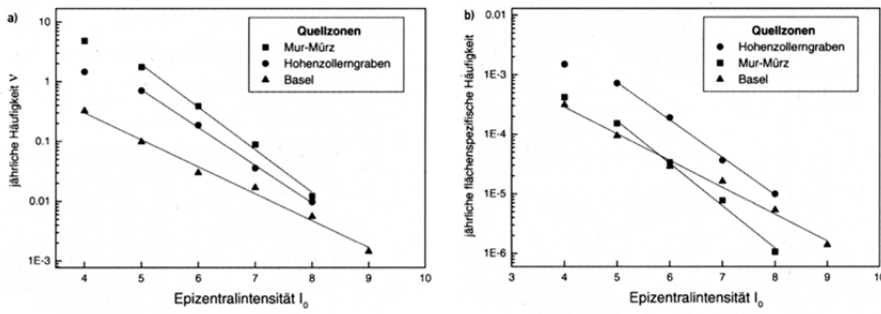 a)
jährliche Häufigkeit ν
1
0.1
0.01
1E-3
4 5 6 7 8 9 10
Epizentralintensität I₀
Quellzonen
Mur-Mürz
Hohenzollerngraben
Basel
b)
jährliche flächenspezifische Häufigkeit
0.01
1E-3
1E-4
1E-5
1E-6
3 4 5 6 7 8 9 10
Epizentralintensität I₀
Quellzonen
Hohenzollerngraben
Mur-Mürz
Basel